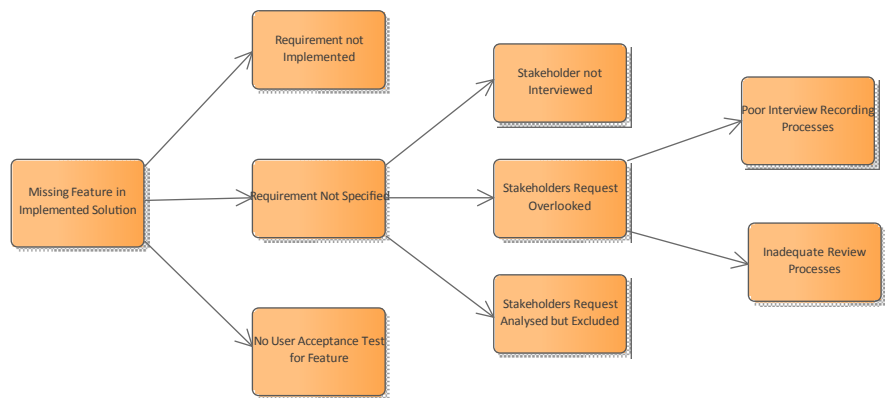 Requirement not
Implemented
Stakeholder not
Interviewed
Poor Interview Recording
Processes
Missing Feature in
Implemented Solution
Requirement Not Specified
Stakeholders Request
Overlooked
Inadequate Review
Processes
Stakeholders Request
Analysed but Excluded
No User Acceptance Test
for Feature